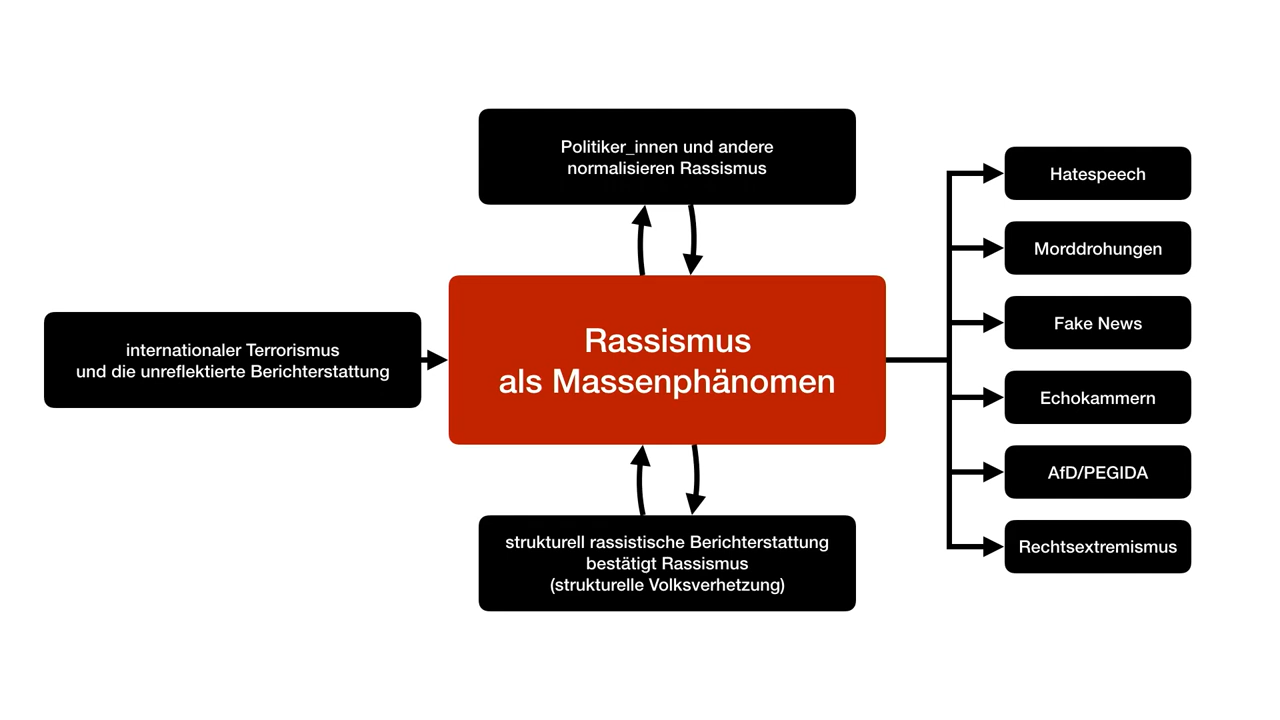 Politiker_innen und andere
normalisieren Rassismus
internationaler Terrorismus
und die unreflektierte Berichterstattung
Rassismus
als Massenphänomen
strukturell rassistische Berichterstattung
bestätigt Rassismus
(strukturelle Volksverhetzung)
Hatespeech
Morddrohungen
Fake News
Echokammern
AfD/PEGIDA
Rechtsextremismus